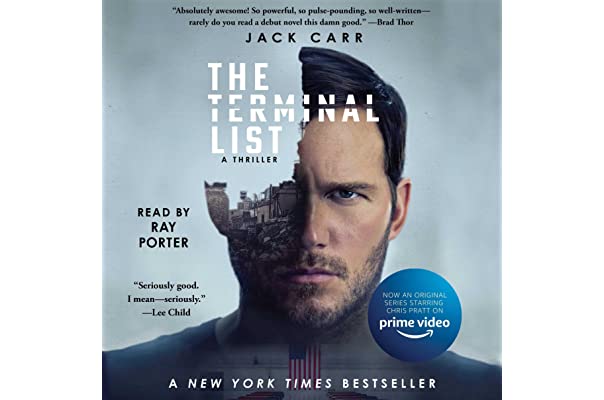 “Absolutely awesome! So powerful, so pulse-pounding, so well-written—
rarely do you read a debut novel this damn good.” —Brad Thor
JACK CARR
THE
TERMINAL
LIST
A THRILLER
READ BY
RAY
PORTER
“Seriously good.
I mean—seriously.”
—Lee Child
NOW AN ORIGINAL
SERIES STARRING
CHRIS PRATT ON
prime video
A NEW YORK TIMES BESTSELLER